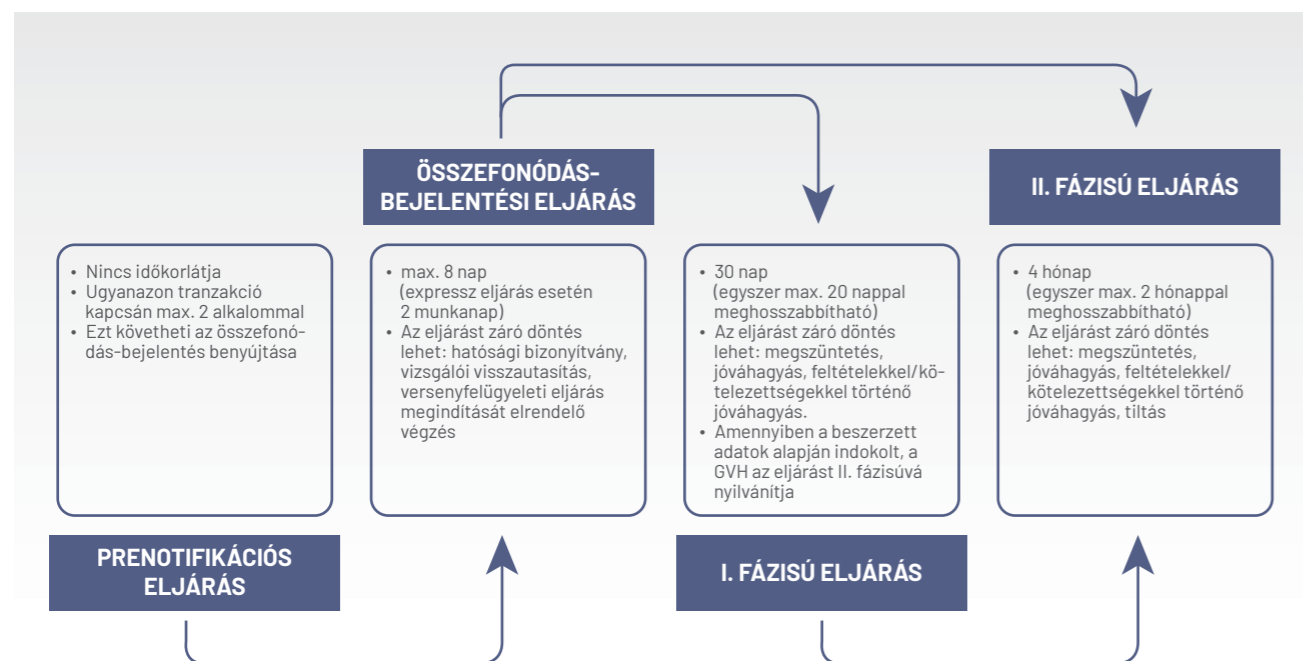 ÖSSZEFONÓDÁS-
BEJELENTÉSI ELJÁRÁS
II. FÁZISÚ ELJÁRÁS
• Nincs időkorlátja
• Ugyanazon tranzakció
kapcsán max. 2 alkalommal
• Ezt követheti az összefonó-
dás-bejelentés benyújtása
• max. 8 nap
(expressz eljárás esetén
2 munkanap)
• Az eljárást záró döntés
lehet: hatósági bizonyítvány,
vizsgálói visszautasítás,
versenyfelügyeleti eljárás
megindítását elrendelő
végzés
• 30 nap
(egyszer max. 20 nappal
meghosszabbítható)
• Az eljárást záró döntés
lehet: megszüntetés,
jóváhagyás, feltételekkel/kö-
telezettségekkel történő
jóváhagyás.
• Amennyiben a beszerzett
adatok alapján indokolt, a
GVH az eljárást II. fázisúvá
nyilvánítja
• 4 hónap
(egyszer max. 2 hónappal
meghosszabbítható)
• Az eljárást záró döntés
lehet: megszüntetés,
jóváhagyás, feltételekkel/
kötelezettségekkel történő
jóváhagyás, tiltás
PRENOTIFIKÁCIÓS
ELJÁRÁS
I. FÁZISÚ ELJÁRÁS